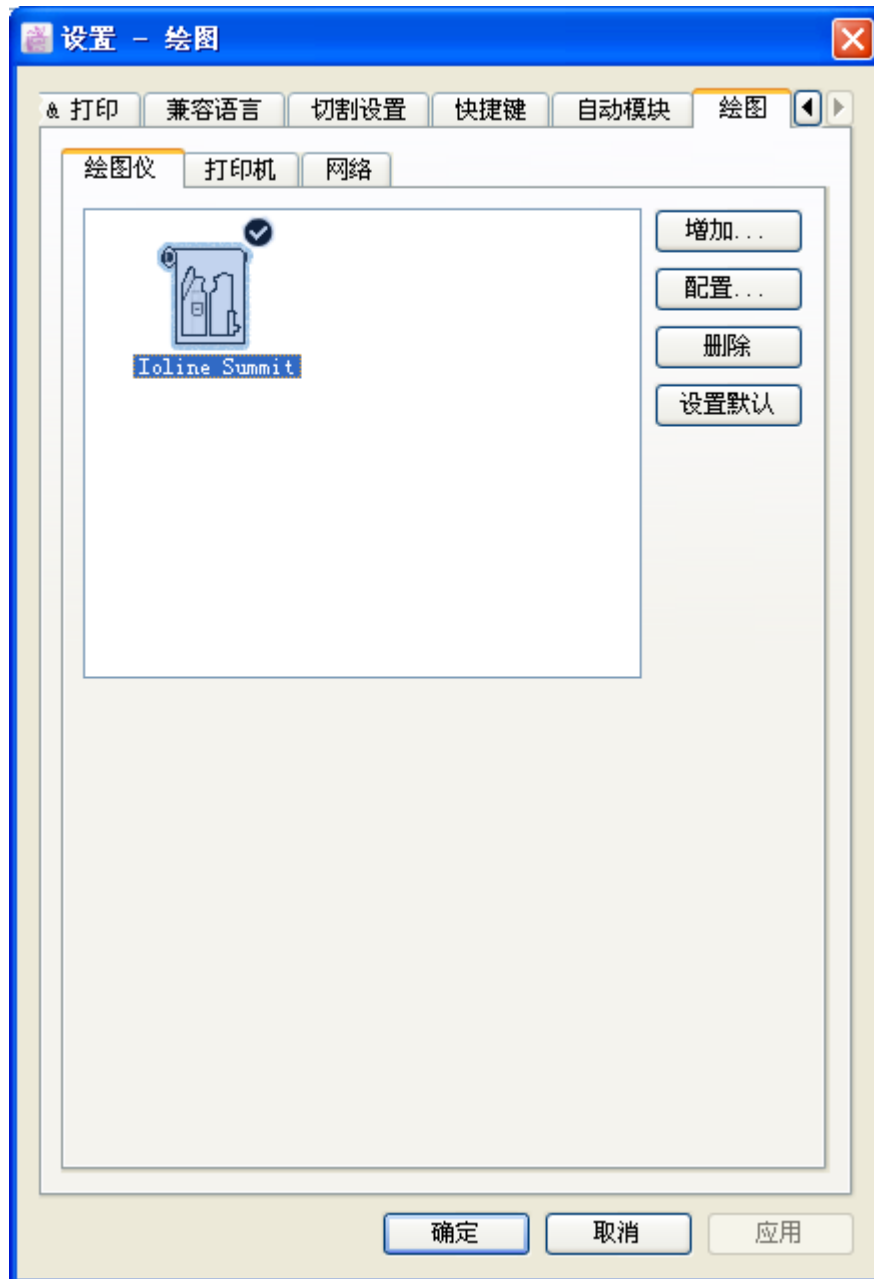 设置 - 绘图
& 打印 兼容语言 切割设置 快捷键 自动模块 绘图
绘图仪 打印机 网络
增加...
配置...
删除
设置默认
Ioline Summit
确定 取消 应用